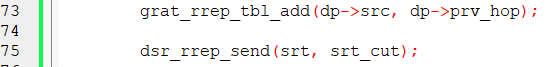 73 grat_rrep_tbl_add(dp->src, dp->prv_hop);
74
75 dsr_rrep_send(srt, srt_cut);